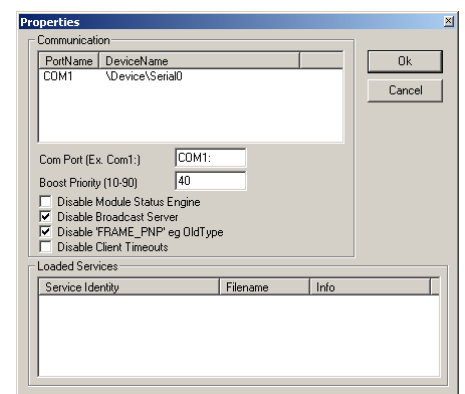 Properties
Communication
PortName DeviceName
COM1 \Device\Serial0
Ok
Cancel
Com Port (Ex. Com1:) COM1:
Boost Priority (10-90) 40
Disable Module Status Engine
Disable Broadcast Server
Disable 'FRAME_PNP' eg OldType
Disable Client Timeouts
Loaded Services
Service Identity Filename Info